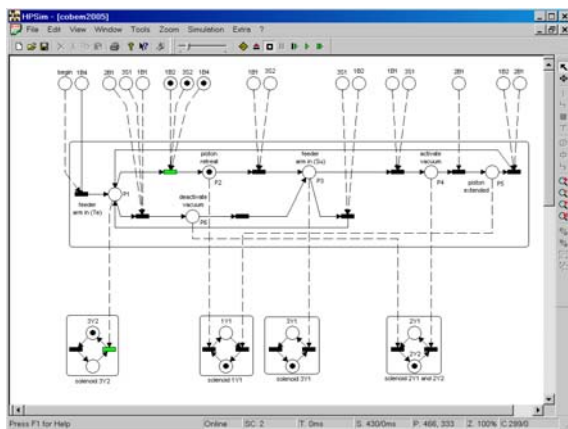 HPSim - [cobem2005]
File Edit View Window Tools Zoom Simulation Extra ?
begin 1B4 2B1 3S1 1B1 1B2 3S2 1B4 1B1 3S2 3S1 1B1 1B1 3S1 2B1 1B2 2B1
piston retreat
feeder arm in (Su)
activate vacuum
P1
P2
P3
P4
P5
feeder arm in (Te)
deactivate vacuum
P6
piston extended
3Y2
1Y1
3Y1
2Y1
2Y2
solenoid 3Y2
solenoid 1Y1
solenoid 3Y1
solenoid 2Y1 and 2Y2
Press F1 for Help
Online
SC: 2
T: 0ms
S: 430/0ms
P: 466, 333
Z: 100%
C:299/0